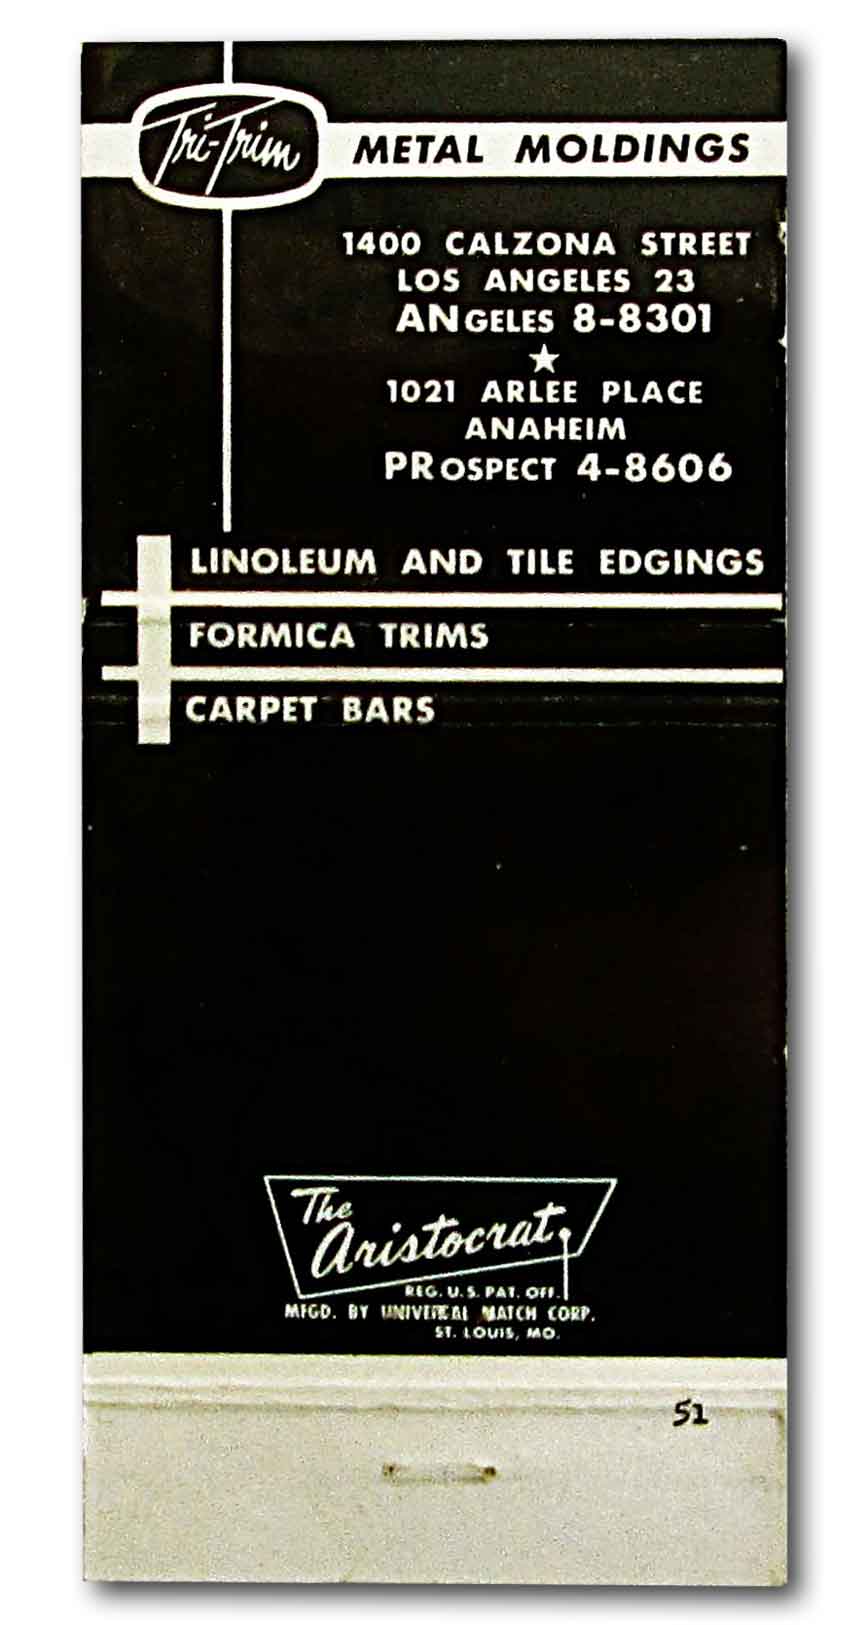 Tri-Trim METAL MOLDINGS
1400 CALZONA STREET
LOS ANGELES 23
ANGELES 8-8301
★
1021 ARLEE PLACE
ANAHEIM
PROSPECT 4-8606
LINOLEUM AND TILE EDGINGS
FORMICA TRIMS
CARPET BARS
The
Aristocrat
REG. U.S. PAT. OFF.
MFGD. BY UNIVERSAL MATCH CORP.
ST. LOUIS, MO.
51